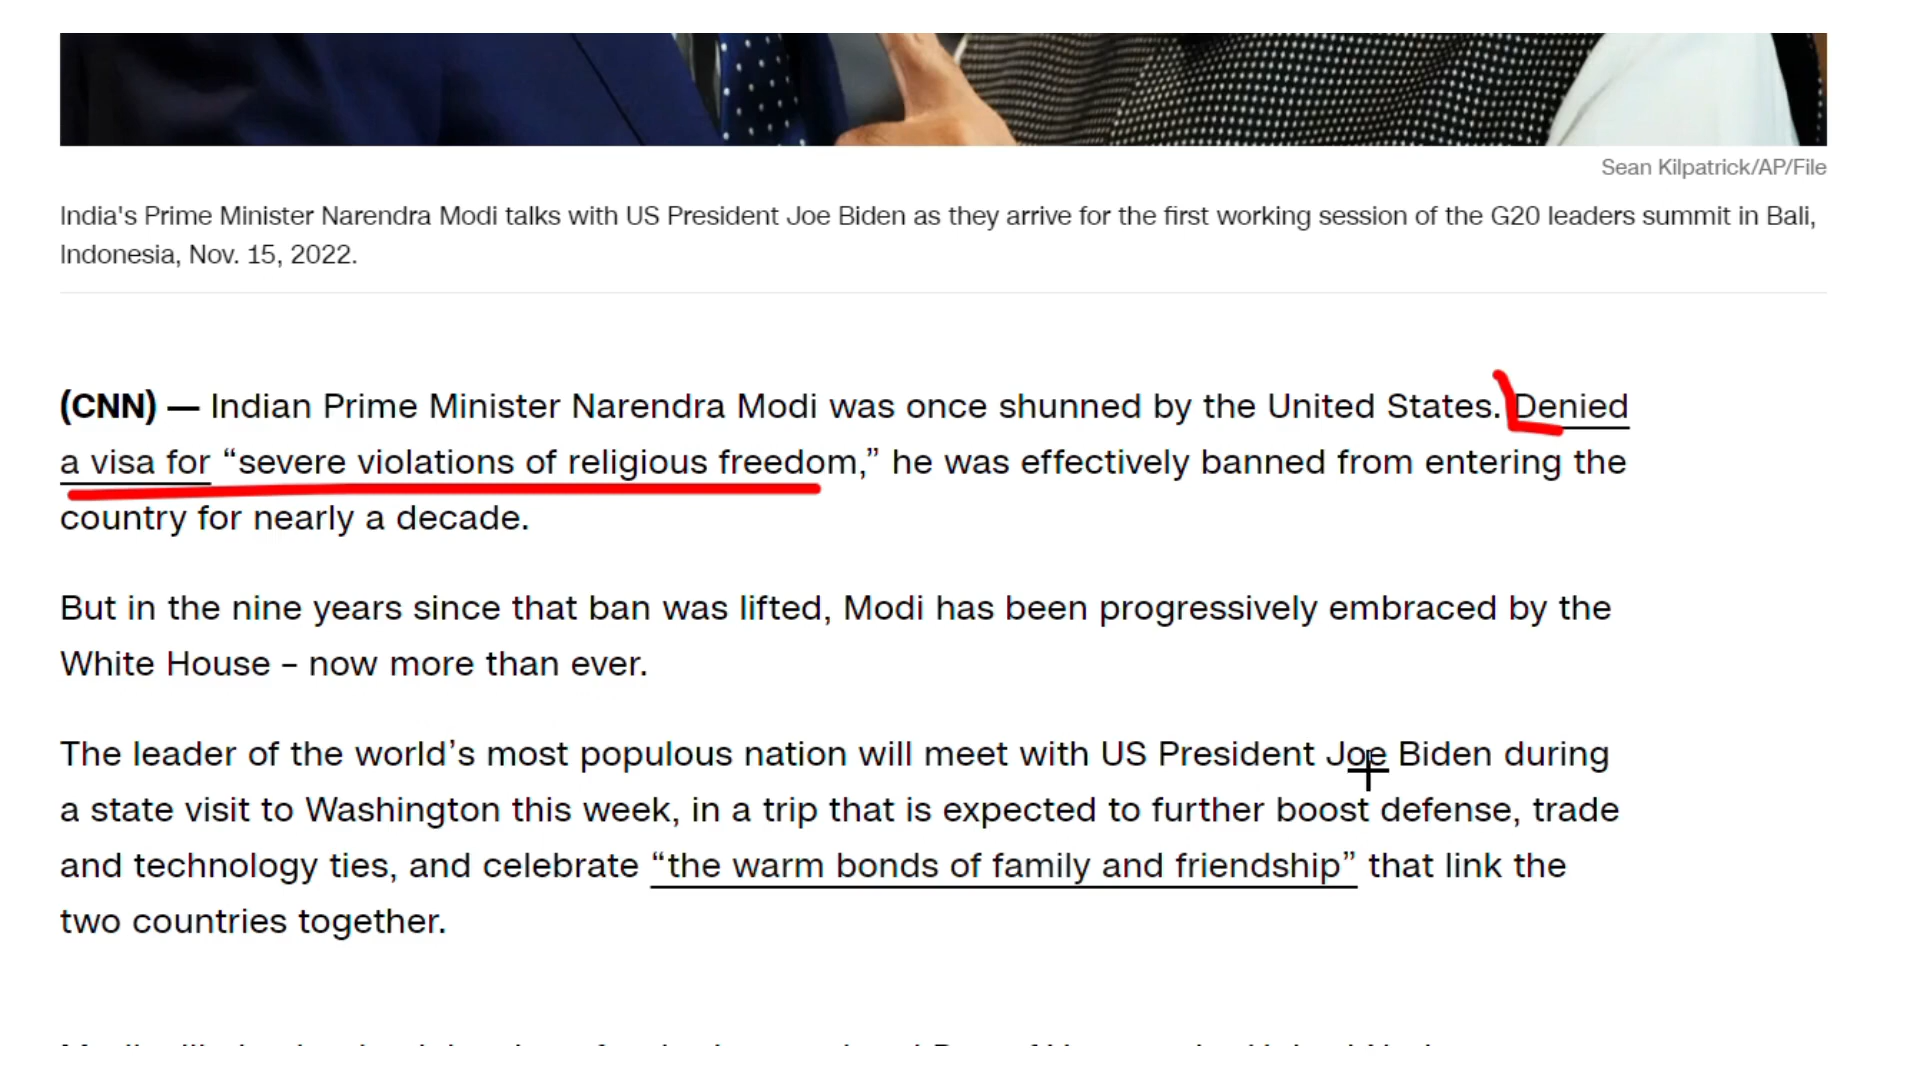 Sean Kilpatrick/AP/File
India's Prime Minister Narendra Modi talks with US President Joe Biden as they arrive for the first working session of the G20 leaders summit in Bali,
Indonesia, Nov. 15, 2022.
(CNN) — Indian Prime Minister Narendra Modi was once shunned by the United States. Denied
a visa for “severe violations of religious freedom,” he was effectively banned from entering the
country for nearly a decade.
But in the nine years since that ban was lifted, Modi has been progressively embraced by the
White House – now more than ever.
The leader of the world’s most populous nation will meet with US President Joe Biden during
a state visit to Washington this week, in a trip that is expected to further boost defense, trade
and technology ties, and celebrate “the warm bonds of family and friendship” that link the
two countries together.